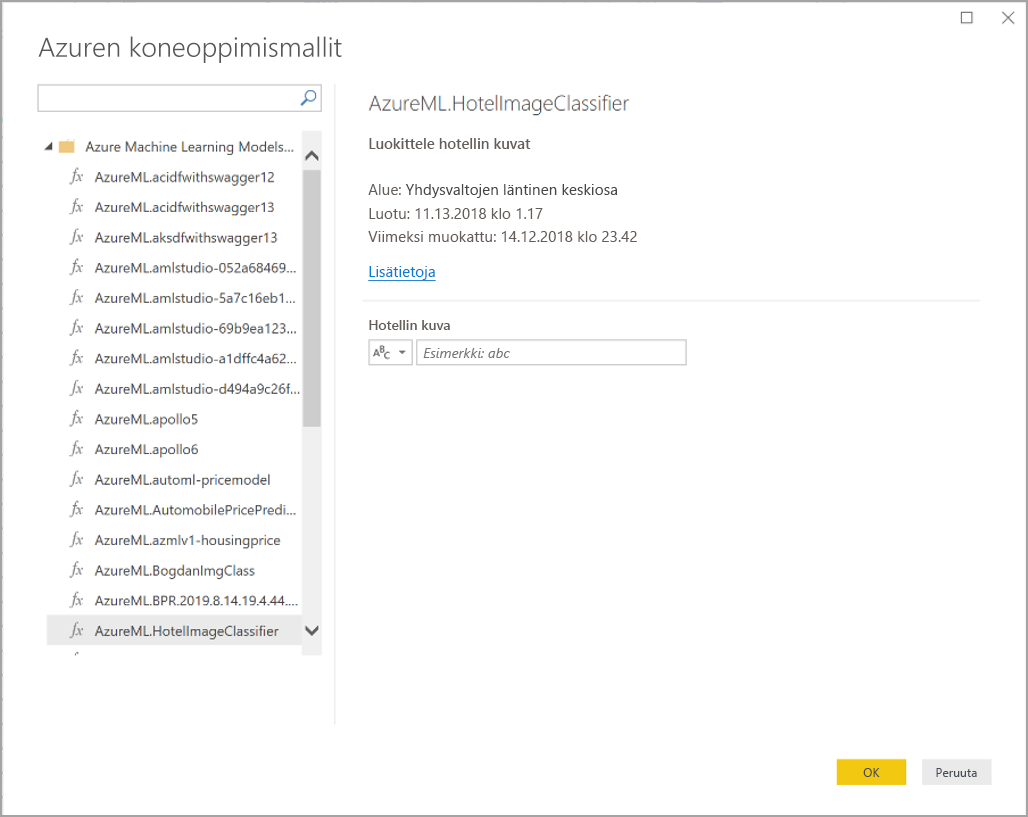 Azuren koneoppimismallit
Azure Machine Learning Models...
fx AzureML.acidfwithswagger12
fx AzureML.acidfwithswagger13
fx AzureML.aksdfwithswagger13
fx AzureML.amlstudio-052a68469...
fx AzureML.amlstudio-5a7c16eb1...
fx AzureML.amlstudio-69b9ea123...
fx AzureML.amlstudio-a1dffc4a62...
fx AzureML.amlstudio-d494a9c26f...
fx AzureML.apollo5
fx AzureML.apollo6
fx AzureML.automl-pricemodel
fx AzureML.AutomobilePricePredi...
fx AzureML.azmlv1-housingprice
fx AzureML.BogdanImgClass
fx AzureML.BPR.2019.8.14.19.4.44....
fx AzureML.HotelImageClassifier
AzureML.HotelImageClassifier
Luokittele hotellin kuvat
Alue: Yhdysvaltojen läntinen keskiosa
Luotu: 11.13.2018 klo 1.17
Viimeksi muokattu: 14.12.2018 klo 23.42
Lisätietoja
Hotellin kuva
ABC Esimerkki: abc
OK Peruuta